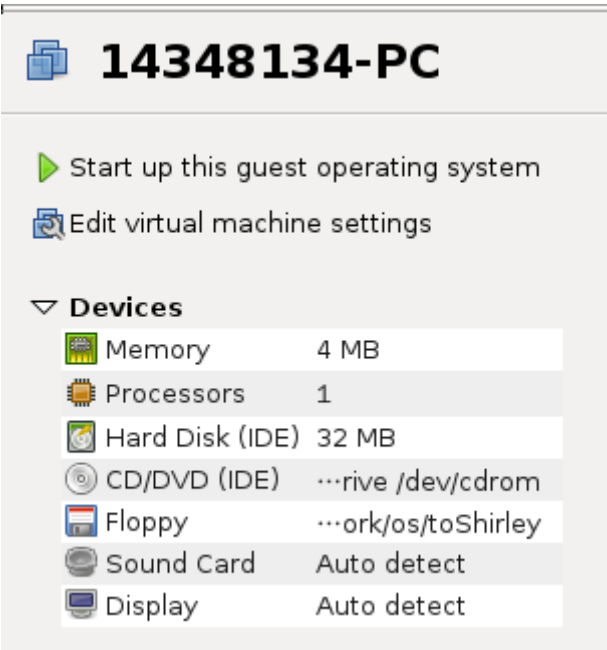 14348134-PC
Start up this guest operating system
Edit virtual machine settings
Devices
Memory 4 MB
Processors 1
Hard Disk (IDE) 32 MB
CD/DVD (IDE) ···rive /dev/cdrom
Floppy ···ork/os/toShirley
Sound Card Auto detect
Display Auto detect